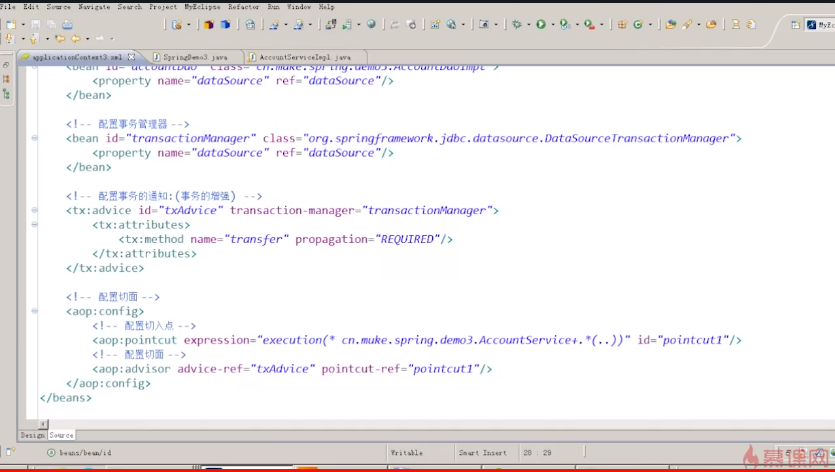 File Edit Source Navigate Search Project MyEclipse Refactor Run Window Help
applicationContext3.xml SpringDemo3.java AccountServiceImpl.java
<bean id="accountDao" class="cn.muke.spring.demo3.AccountDaoImpl">
<property name="dataSource" ref="dataSource"/>
</bean>
<!-- 配置事务管理器 -->
<bean id="transactionManager" class="org.springframework.jdbc.datasource.DataSourceTransactionManager">
<property name="dataSource" ref="dataSource"/>
</bean>
<!-- 配置事务的通知:(事务的增强) -->
<tx:advice id="txAdvice" transaction-manager="transactionManager">
<tx:attributes>
<tx:method name="transfer" propagation="REQUIRED"/>
</tx:attributes>
</tx:advice>
<!-- 配置切面 -->
<aop:config>
<!-- 配置切入点 -->
<aop:pointcut expression="execution(* cn.muke.spring.demo3.AccountService+.*(..))" id="pointcut1"/>
<!-- 配置切面 -->
<aop:advisor advice-ref="txAdvice" pointcut-ref="pointcut1"/>
</aop:config>
</beans>
Design Source
beans/bean/id Writable Smart Insert 28 : 29
慕课网